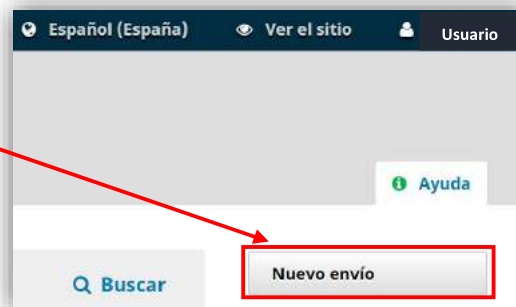 Español (España) Ver el sitio Usuario
Ayuda
Buscar Nuevo envío